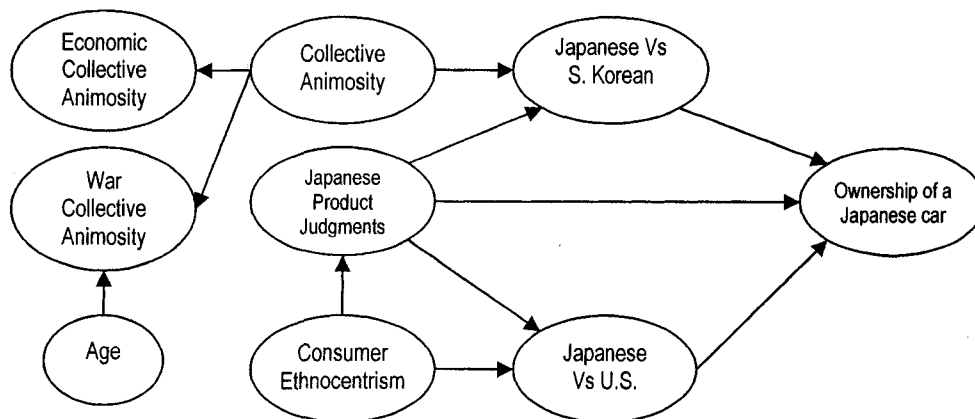 Economic
Collective
Animosity
Collective
Animosity
Japanese Vs
S. Korean
War
Collective
Animosity
Japanese
Product
Judgments
Ownership of a
Japanese car
Age
Consumer
Ethnocentrism
Japanese
Vs U.S.